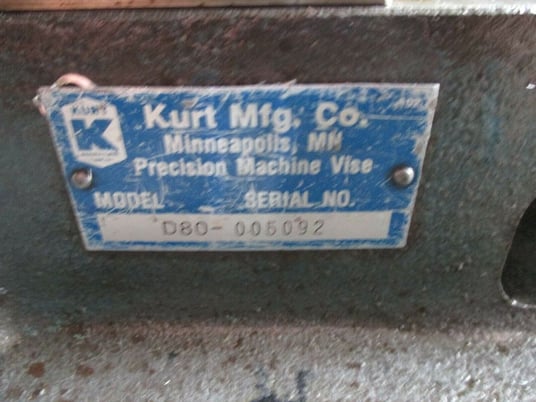 KURT
K
Kurt Mfg. Co.
Minneapolis, MN
Precision Machine Vise
MODEL SERIAL NO.
D80-005092